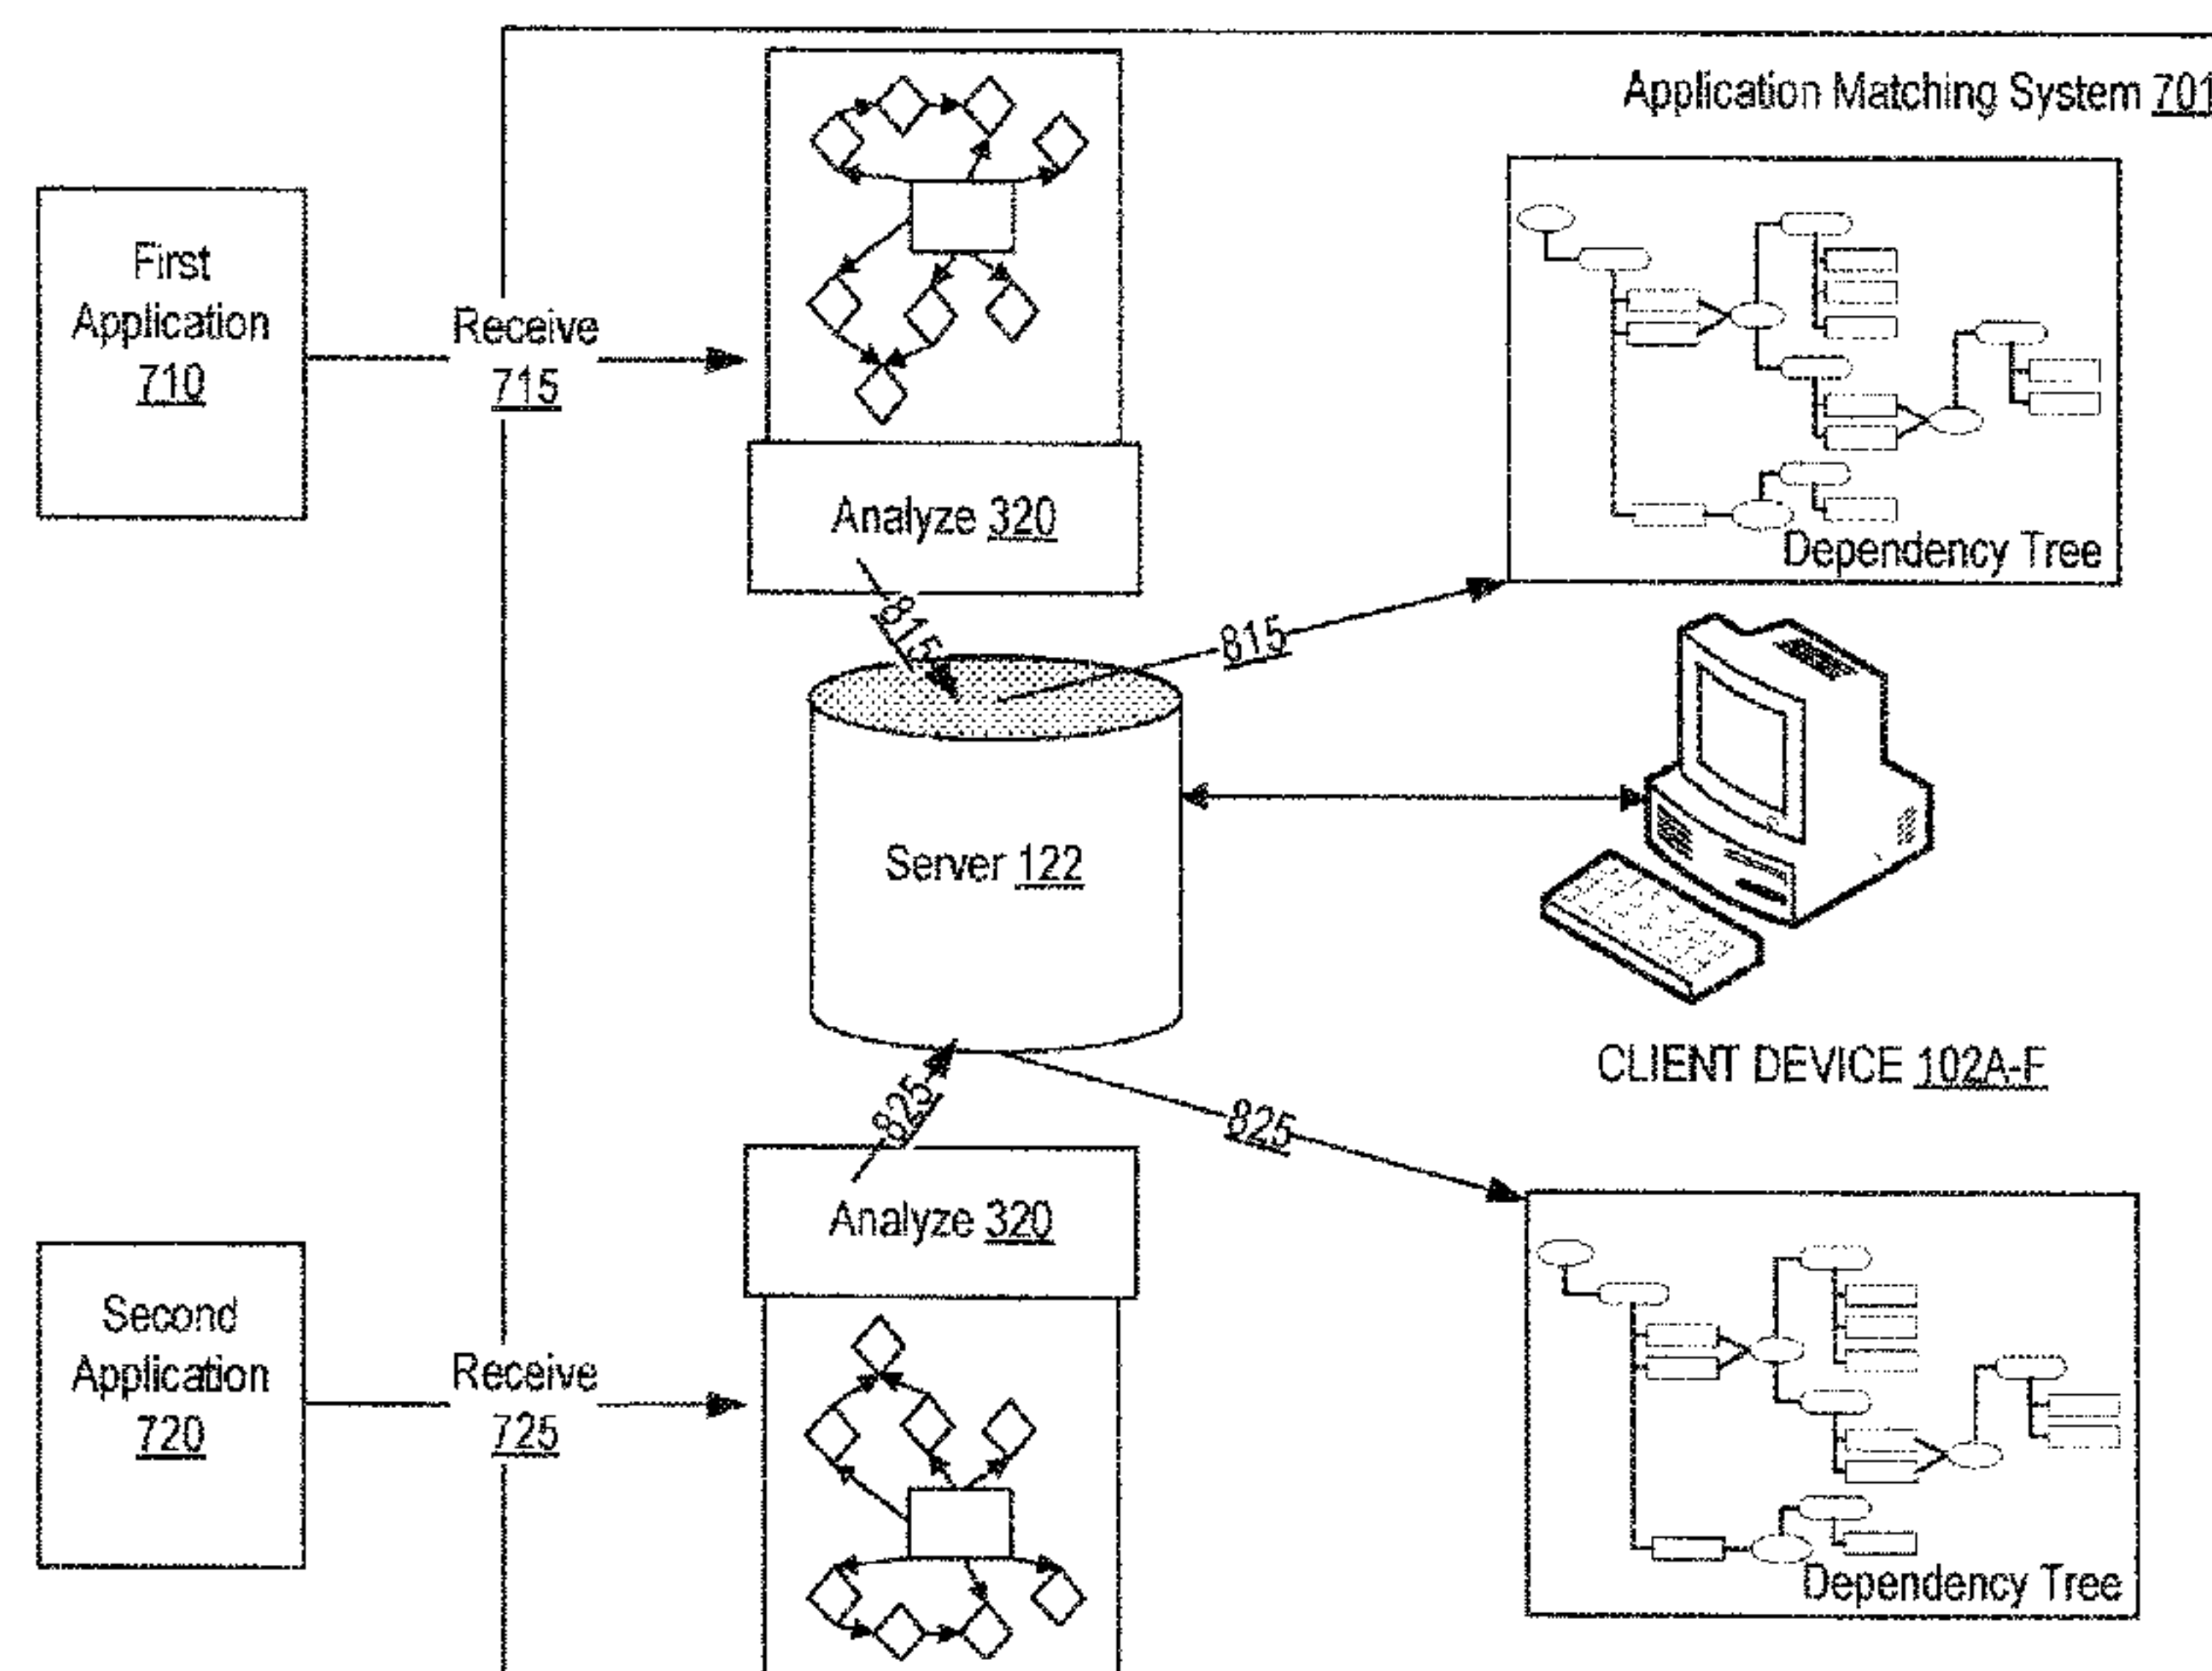 Application Matching System 701
First
Application
710
Receive
715
Analyze 320
Dependency Tree
815
815
Server 122
CLIENT DEVICE 102A-F
825
825
Analyze 320
Second
Application
720
Receive
725
Dependency Tree